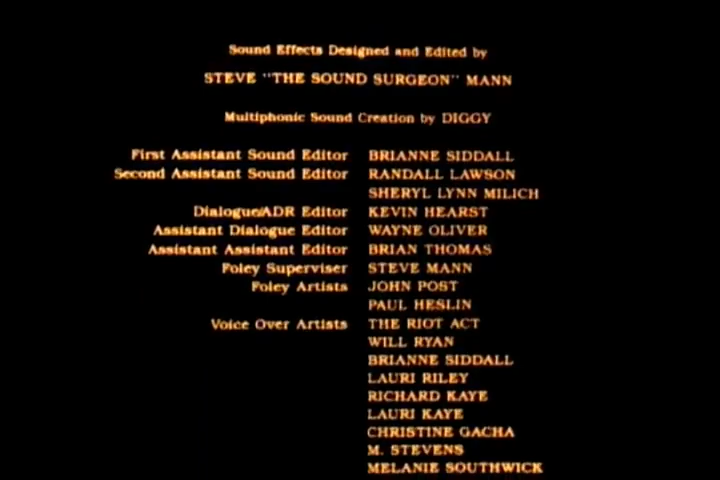 Sound Effects Designed and Edited by
STEVE "THE SOUND SURGEON" MANN
Multiphonic Sound Creation by DIGGY
First Assistant Sound Editor BRIANNE SIDDALL
Second Assistant Sound Editor RANDALL LAWSON
SHERYL LYNN MILICH
Dialogue/ADR Editor KEVIN HEARST
Assistant Dialogue Editor WAYNE OLIVER
Assistant Assistant Editor BRIAN THOMAS
Foley Superviser STEVE MANN
Foley Artists JOHN POST
PAUL HESLIN
Voice Over Artists THE RIOT ACT
WILL RYAN
BRIANNE SIDDALL
LAURI RILEY
RICHARD KAYE
LAURI KAYE
CHRISTINE GACHA
M. STEVENS
MELANIE SOUTHWICK